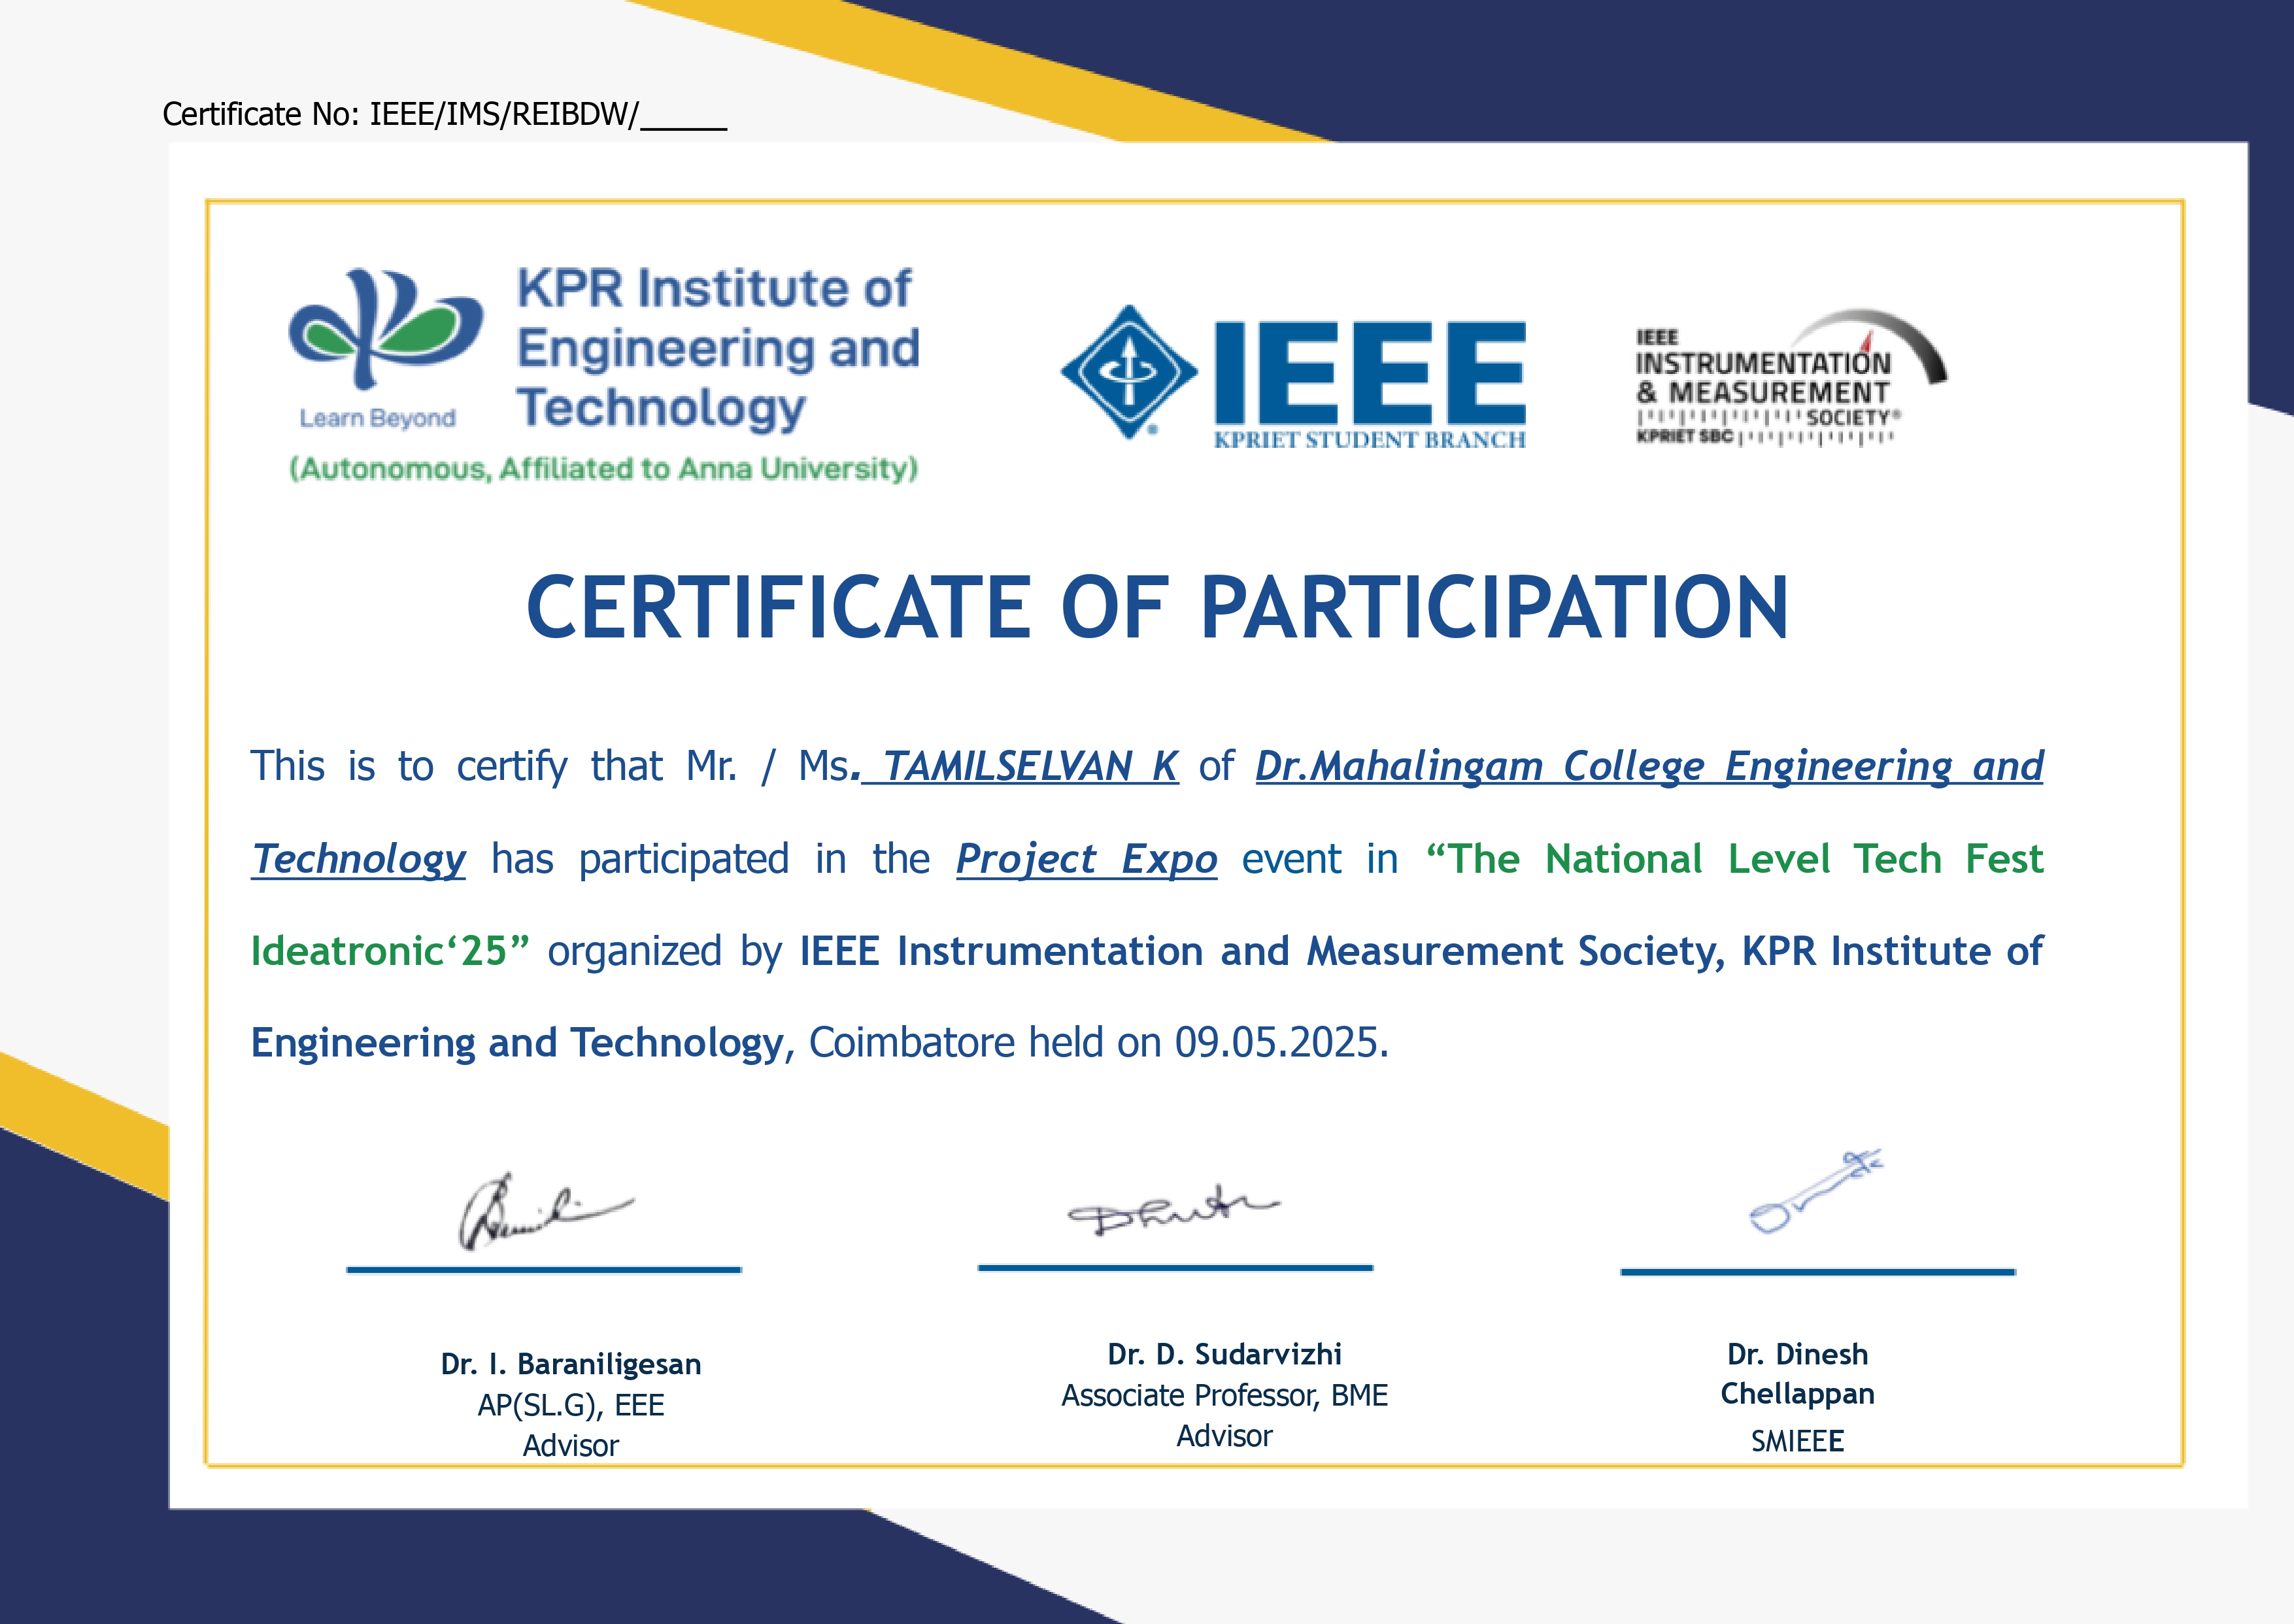 Certificate No: IEEE/IMS/REIBDW/_____
KPR Institute of
Engineering and
Technology
Learn Beyond
(Autonomous, Affiliated to Anna University)
IEEE
KPRIET STUDENT BRANCH
IEEE
INSTRUMENTATION
& MEASUREMENT
SOCIETY®
KPRIET SBC
CERTIFICATE OF PARTICIPATION
This is to certify that Mr. / Ms. TAMILSELVAN K of Dr.Mahalingam College Engineering and
Technology has participated in the Project Expo event in “The National Level Tech Fest
Ideatronic‘25” organized by IEEE Instrumentation and Measurement Society, KPR Institute of
Engineering and Technology, Coimbatore held on 09.05.2025.
Dr. I. Baraniligesan
AP(SL.G), EEE
Advisor
Dr. D. Sudarvizhi
Associate Professor, BME
Advisor
Dr. Dinesh
Chellappan
SMIEEE